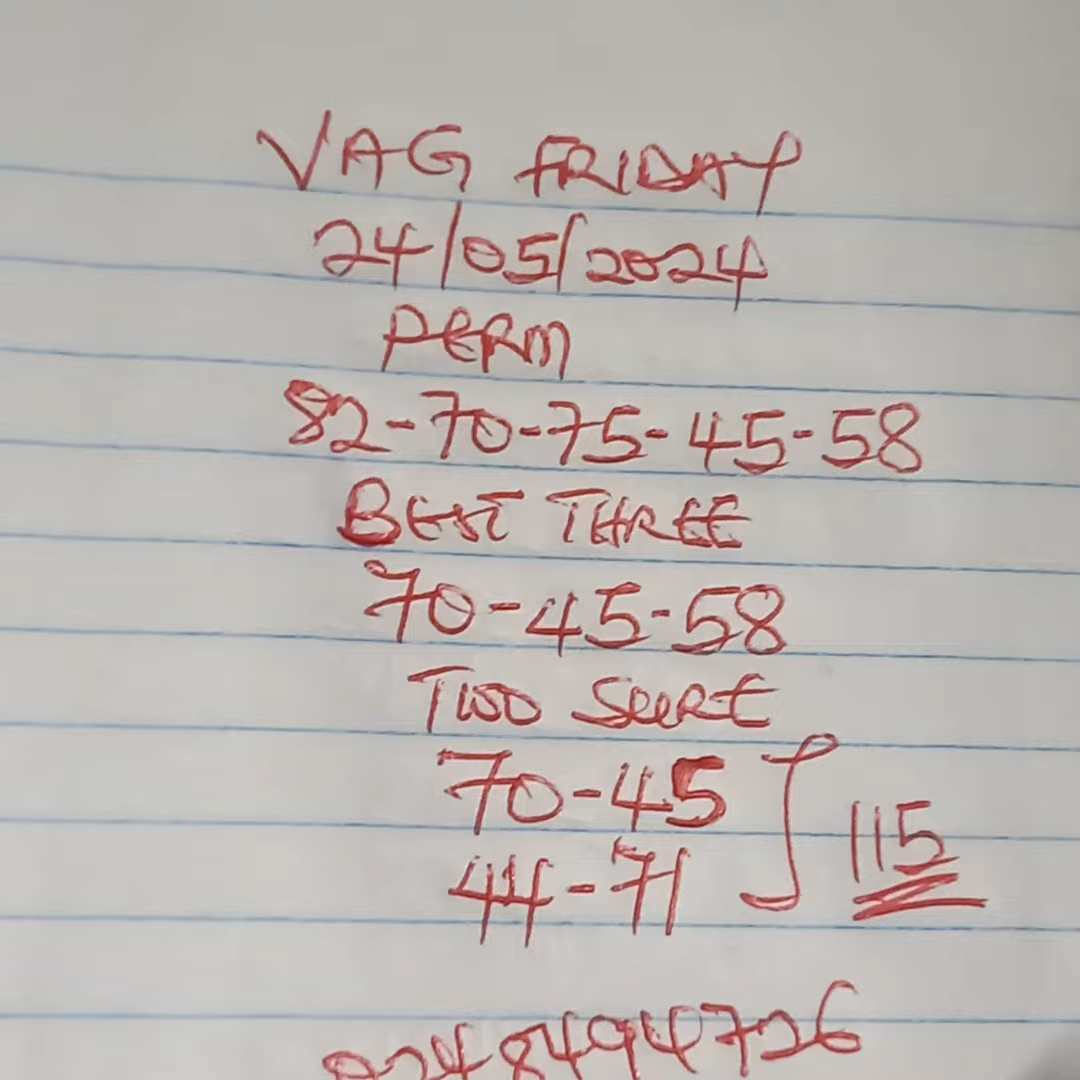 VAG FRIDAY
24/05/2024
PERM
82-70-75-45-58
BEST THREE
70-45-58
TWO SURE
70-45
44-71
115
0248494726